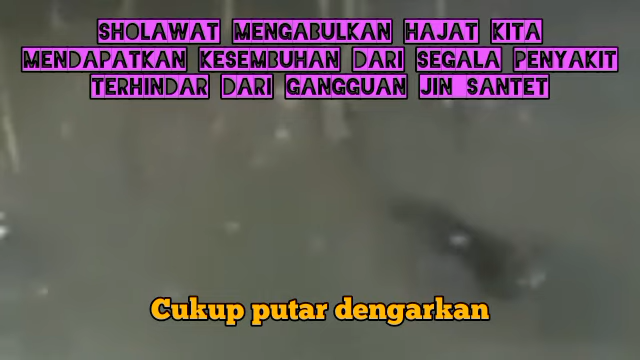 SHOLAWAT MENGABULKAN HAJAT KITA
MENDAPATKAN KESEMBUHAN DARI SEGALA PENYAKIT
TERHINDAR DARI GANGGUAN JIN SANTET
Cukup putar dengarkan